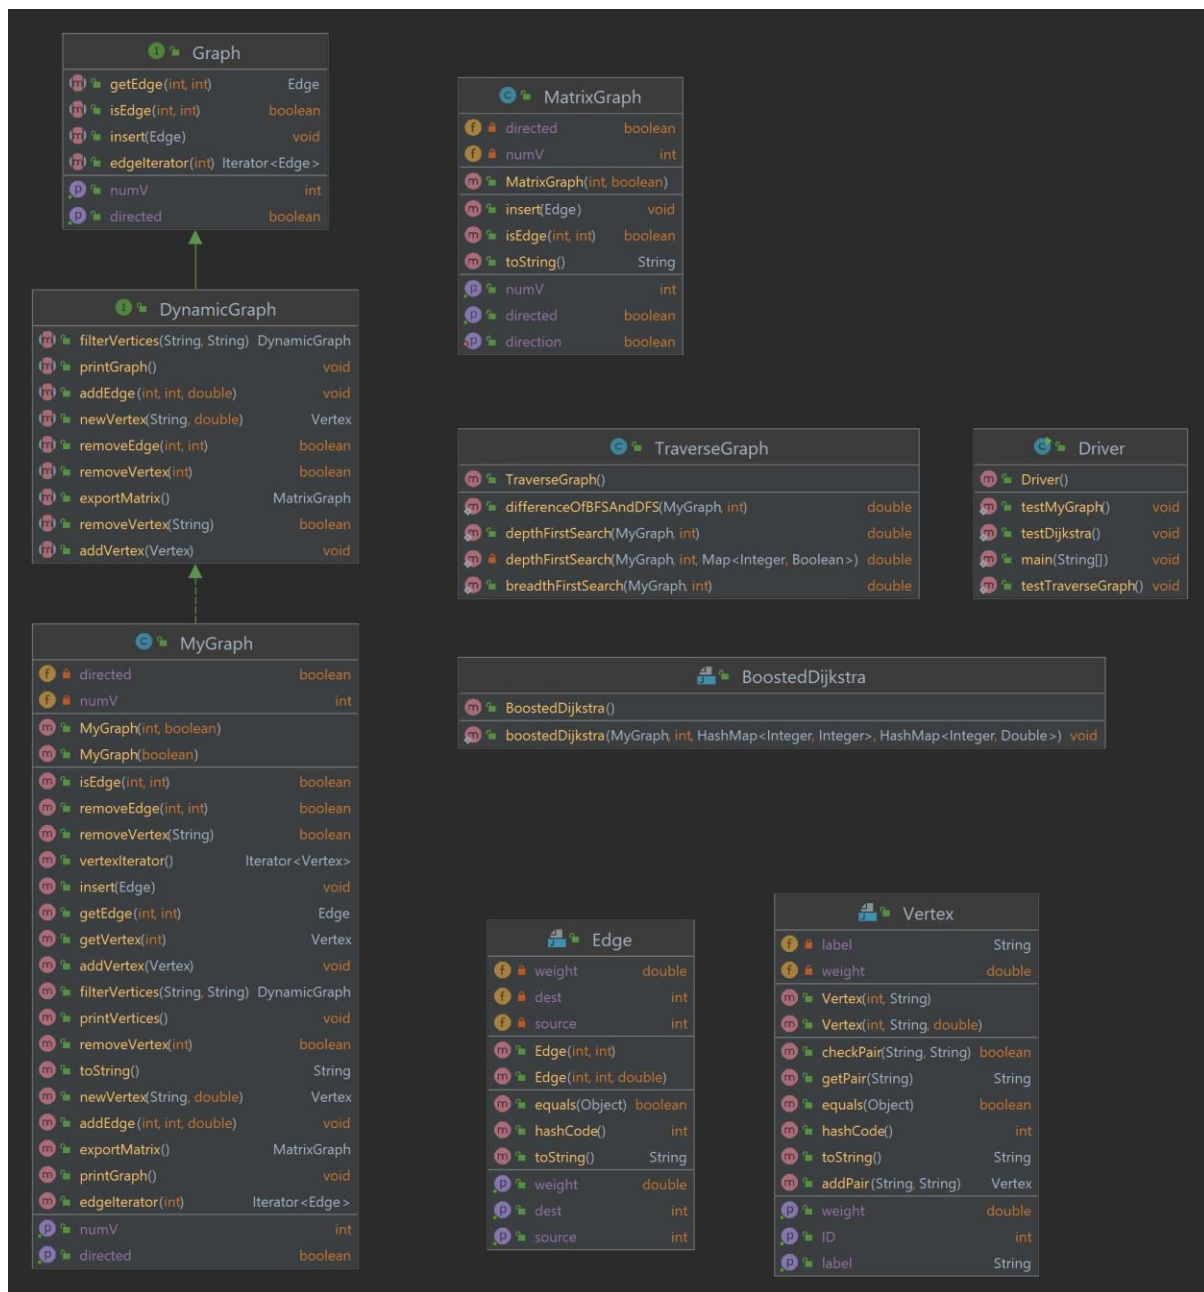 Graph
getEdge(int, int) Edge
isEdge(int, int) boolean
insert(Edge) void
edgeIterator(int) Iterator<Edge>
numV int
directed boolean
DynamicGraph
filterVertices(String, String) DynamicGraph
printGraph() void
addEdge(int, int, double) void
newVertex(String, double) Vertex
removeEdge(int, int) boolean
removeVertex(int) boolean
exportMatrix() MatrixGraph
removeVertex(String) boolean
addVertex(Vertex) void
MyGraph
directed boolean
numV int
MyGraph(int, boolean)
MyGraph(boolean)
isEdge(int, int) boolean
removeEdge(int, int) boolean
removeVertex(String) boolean
vertexIterator() Iterator<Vertex>
insert(Edge) void
getEdge(int, int) Edge
getVertex(int) Vertex
addVertex(Vertex) void
filterVertices(String, String) DynamicGraph
printVertices() void
removeVertex(int) boolean
toString() String
newVertex(String, double) Vertex
addEdge(int, int, double) void
exportMatrix() MatrixGraph
printGraph() void
edgeIterator(int) Iterator<Edge>
numV int
directed boolean
MatrixGraph
directed boolean
numV int
MatrixGraph(int, boolean)
insert(Edge) void
isEdge(int, int) boolean
toString() String
numV int
directed boolean
direction boolean
TraverseGraph
TraverseGraph()
differenceOfBFSAndDFS(MyGraph, int) double
depthFirstSearch(MyGraph, int) double
depthFirstSearch(MyGraph, int, Map<Integer, Boolean>) double
breadthFirstSearch(MyGraph, int) double
Driver
Driver()
testMyGraph() void
testDijkstra() void
main(String[]) void
testTraverseGraph() void
BoostedDijkstra
BoostedDijkstra()
boostedDijkstra(MyGraph, int, HashMap<Integer, Integer>, HashMap<Integer, Double>) void
Edge
weight double
dest int
source int
Edge(int, int)
Edge(int, int, double)
equals(Object) boolean
hashCode() int
toString() String
weight double
dest int
source int
Vertex
label String
weight double
Vertex(int, String)
Vertex(int, String, double)
checkPair(String, String) boolean
getPair(String) String
equals(Object) boolean
hashCode() int
toString() String
addPair(String, String) Vertex
weight double
ID int
label String